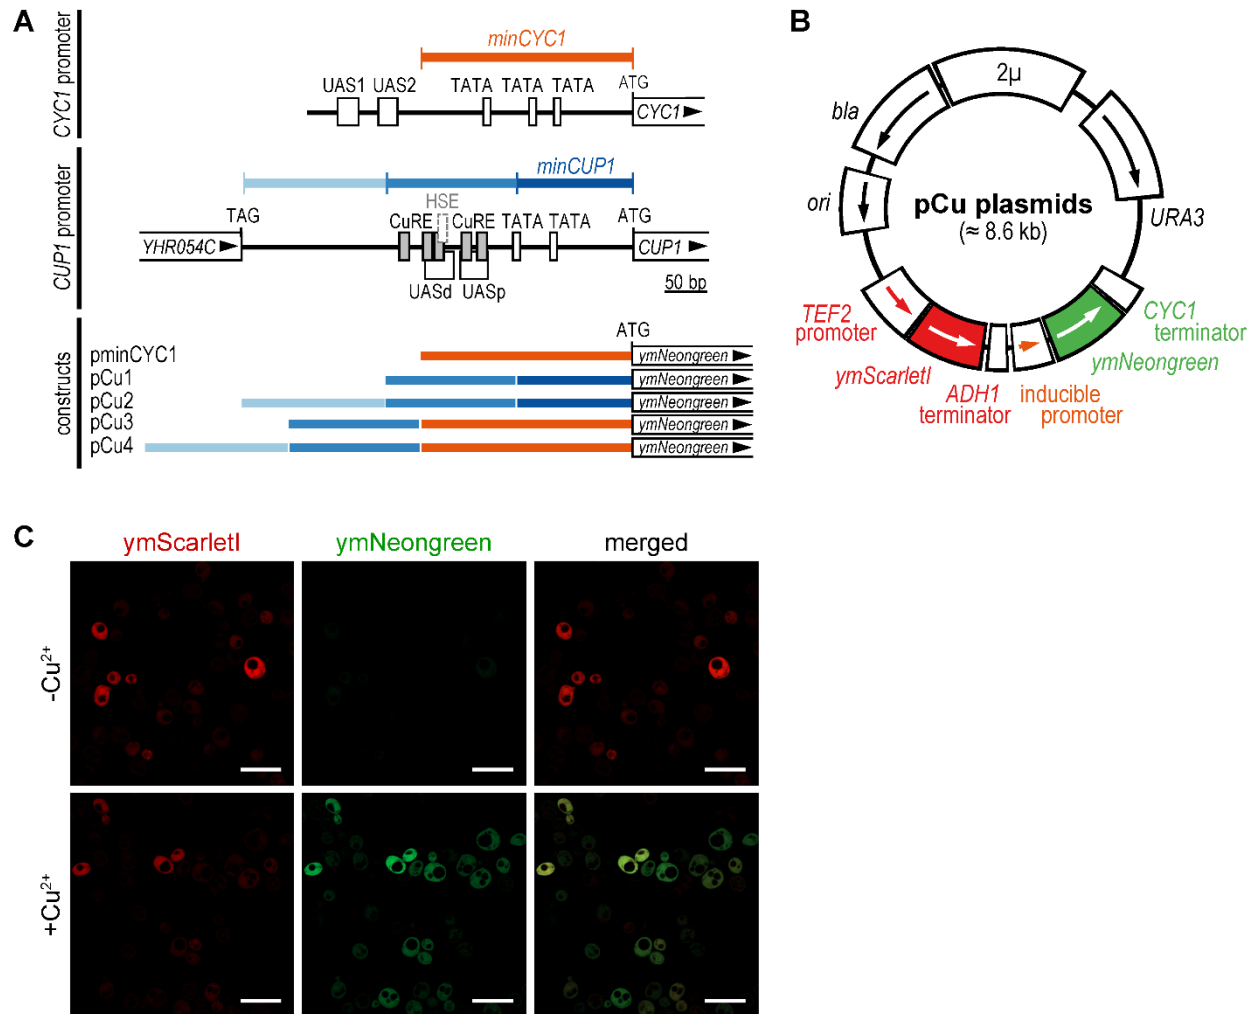 A
CYC1 promoter
minCYC1
UAS1 UAS2 TATA TATA TATA ATG
CYC1
CUP1 promoter
minCUP1
HSE
TAG CuRE CuRE TATA TATA ATG
YHR054C
CUP1
UASd UASp
50 bp
constructs
ATG
pminCYC1 ymNeongreen
pCu1 ymNeongreen
pCu2 ymNeongreen
pCu3 ymNeongreen
pCu4 ymNeongreen
B
2μ
bla
ori
URA3
pCu plasmids
(≈ 8.6 kb)
TEF2
promoter
ymScarletI
ADH1
terminator
inducible
promoter
ymNeongreen
CYC1
terminator
C
ymScarletI ymNeongreen merged
-Cu²⁺
+Cu²⁺